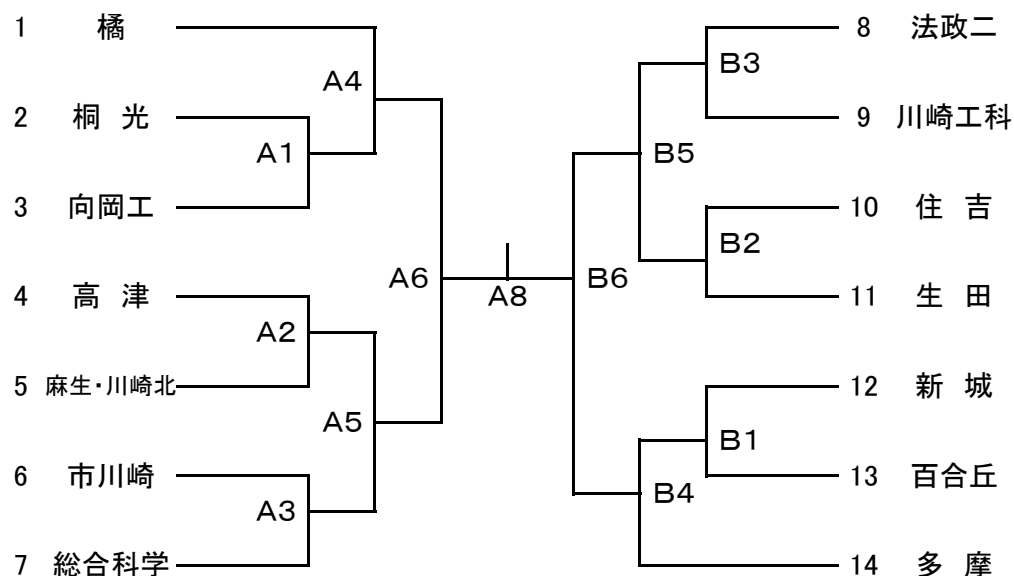 1 橘
A4
2 桐 光
A1
3 向岡工
A6
4 高 津
A2
5 麻生・川崎北
A5
6 市川崎
A3
7 総合科学
A8
8 法政二
B3
9 川崎工科
B5
10 住 吉
B2
11 生 田
B6
12 新 城
B1
13 百合丘
B4
14 多 摩